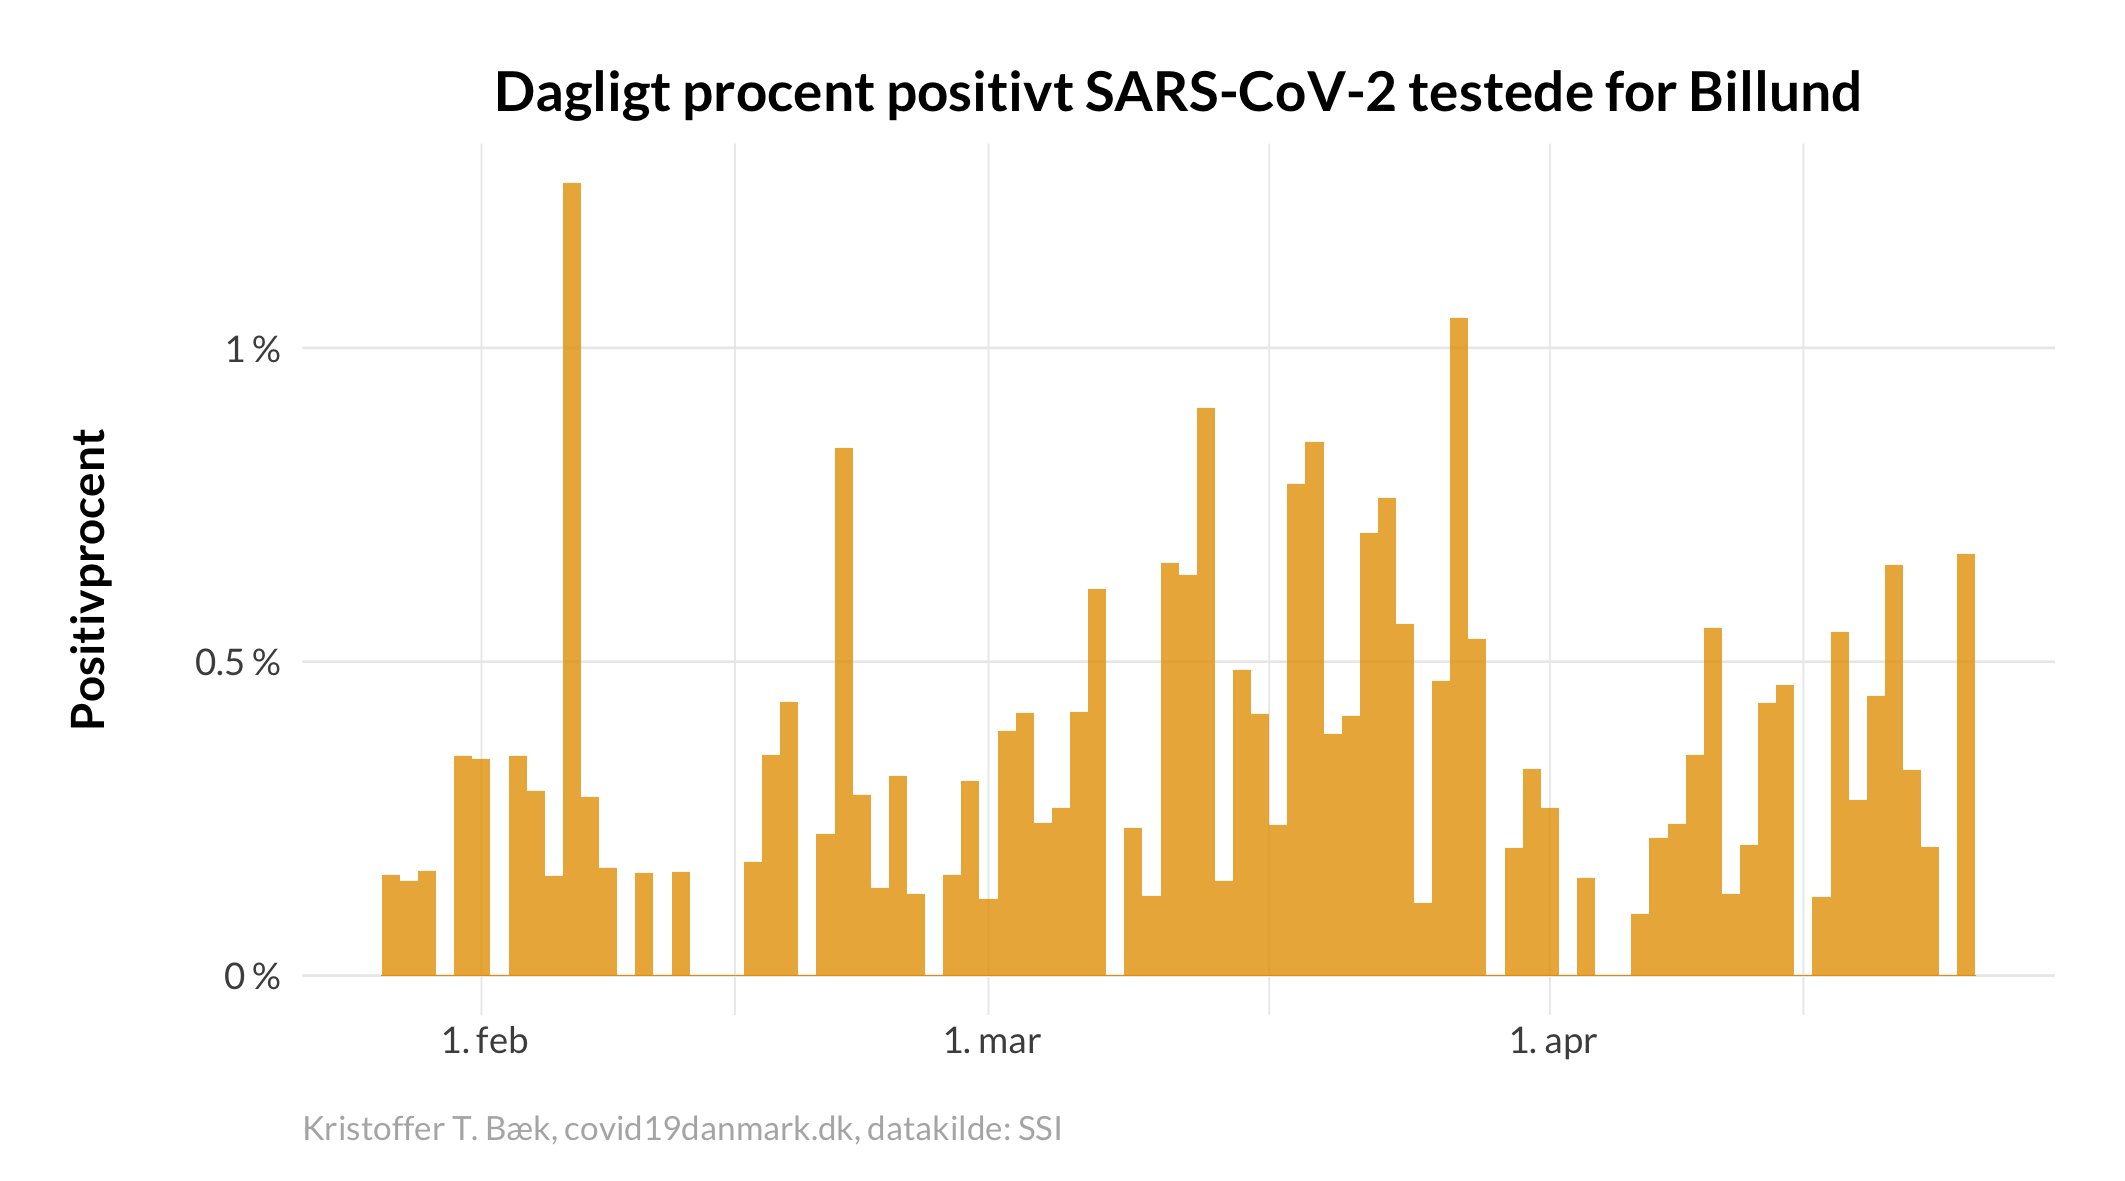 Dagligt procent positivt SARS-CoV-2 testede for Billund
Positivprocent
1 %
0.5 %
0 %
1. feb
1. mar
1. apr
Kristoffer T. Bæk, covid19danmark.dk, datakilde: SSI